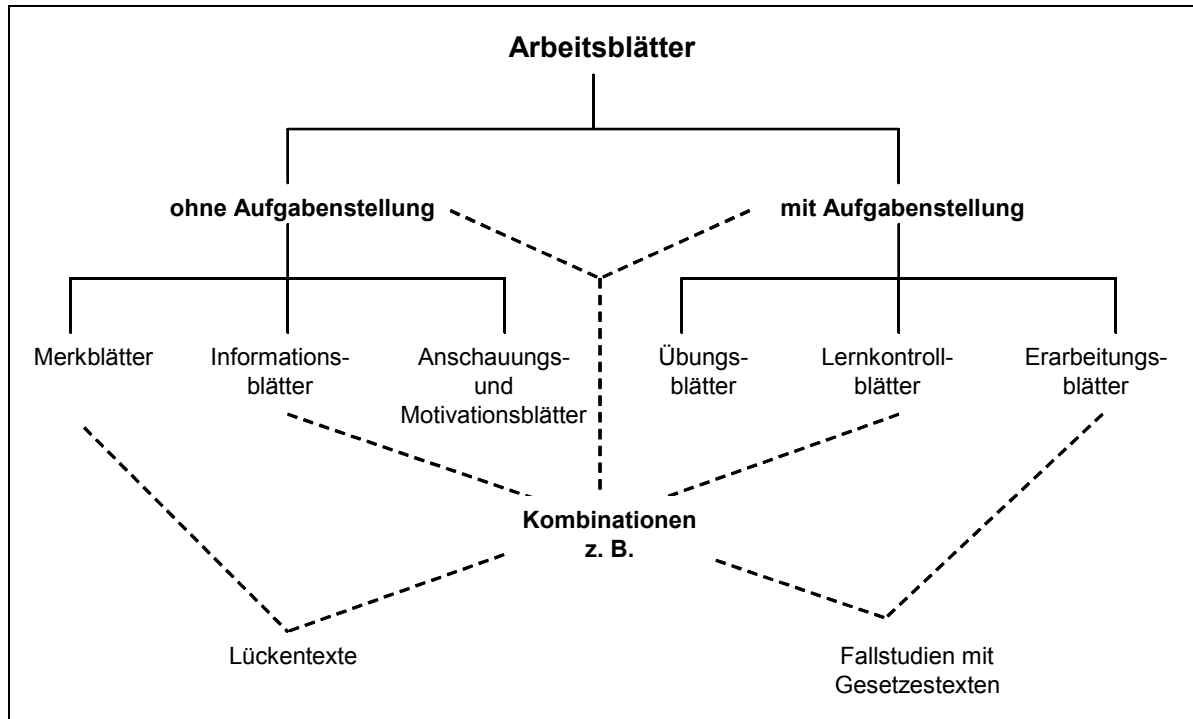 Arbeitsblätter
ohne Aufgabenstellung
mit Aufgabenstellung
Merkblätter
Informations-
blätter
Anschauungs-
und
Motivationsblätter
Übungs-
blätter
Lernkontroll-
blätter
Erarbeitungs-
blätter
Kombinationen
z. B.
Lückentexte
Fallstudien mit
Gesetzestexten